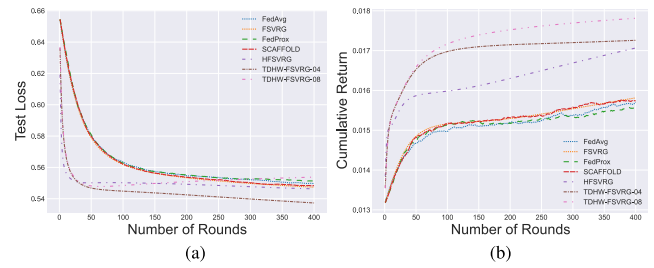 0.66
0.64
0.62
0.60
0.58
0.56
0.54
Test Loss
FedAvg
FSVRG
FedProx
SCAFFOLD
HFSVRG
TDHW-FSVRG-04
TDHW-FSVRG-08
0 50 100 150 200 250 300 350 400
Number of Rounds
(a)
0,018
0.017
0.016
0.015
0.014
0,013
Cumulative Return
FedAvg
FSVRG
FedProx
SCAFFOLD
HFSVRG
TDHW-FSVRG-04
TDHW-FSVRG-08
0 50 100 150 200 250 300 350 400
Number of Rounds
(b)